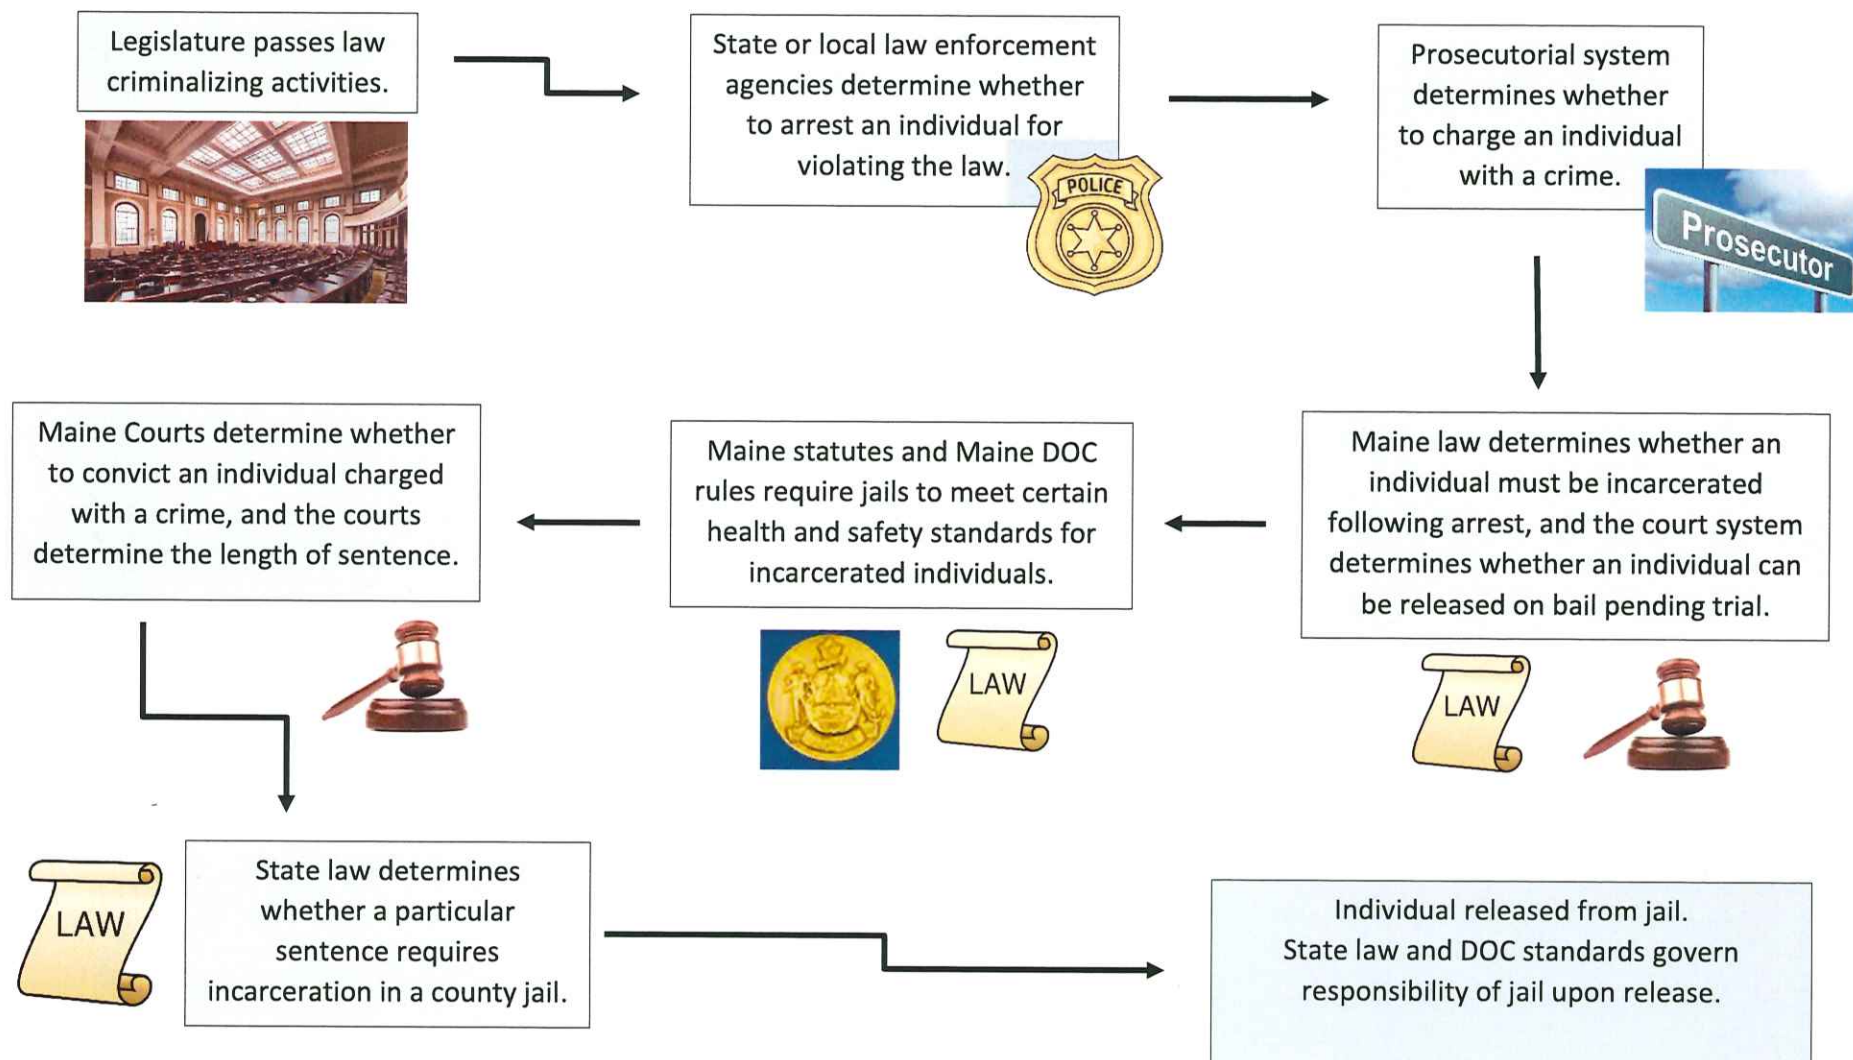 Legislature passes law
criminalizing activities.
State or local law enforcement
agencies determine whether
to arrest an individual for
violating the law.
POLICE
Prosecutorial system
determines whether
to charge an individual
with a crime.
Prosecutor
Maine law determines whether an
individual must be incarcerated
following arrest, and the court system
determines whether an individual can
be released on bail pending trial.
LAW
Maine statutes and Maine DOC
rules require jails to meet certain
health and safety standards for
incarcerated individuals.
LAW
Maine Courts determine whether
to convict an individual charged
with a crime, and the courts
determine the length of sentence.
LAW
State law determines
whether a particular
sentence requires
incarceration in a county jail.
Individual released from jail.
State law and DOC standards govern
responsibility of jail upon release.